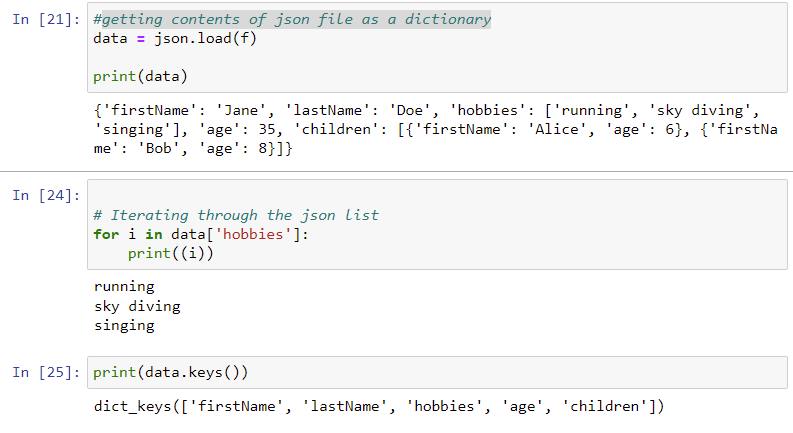 In [21]: #getting contents of json file as a dictionary
data = json.load(f)
print(data)
{'firstName': 'Jane', 'lastName': 'Doe', 'hobbies': ['running', 'sky diving',
'singing'], 'age': 35, 'children': [{'firstName': 'Alice', 'age': 6}, {'firstNa
me': 'Bob', 'age': 8}]}
In [24]:
# Iterating through the json list
for i in data['hobbies']:
    print((i))
running
sky diving
singing
In [25]: print(data.keys())
dict_keys(['firstName', 'lastName', 'hobbies', 'age', 'children'])